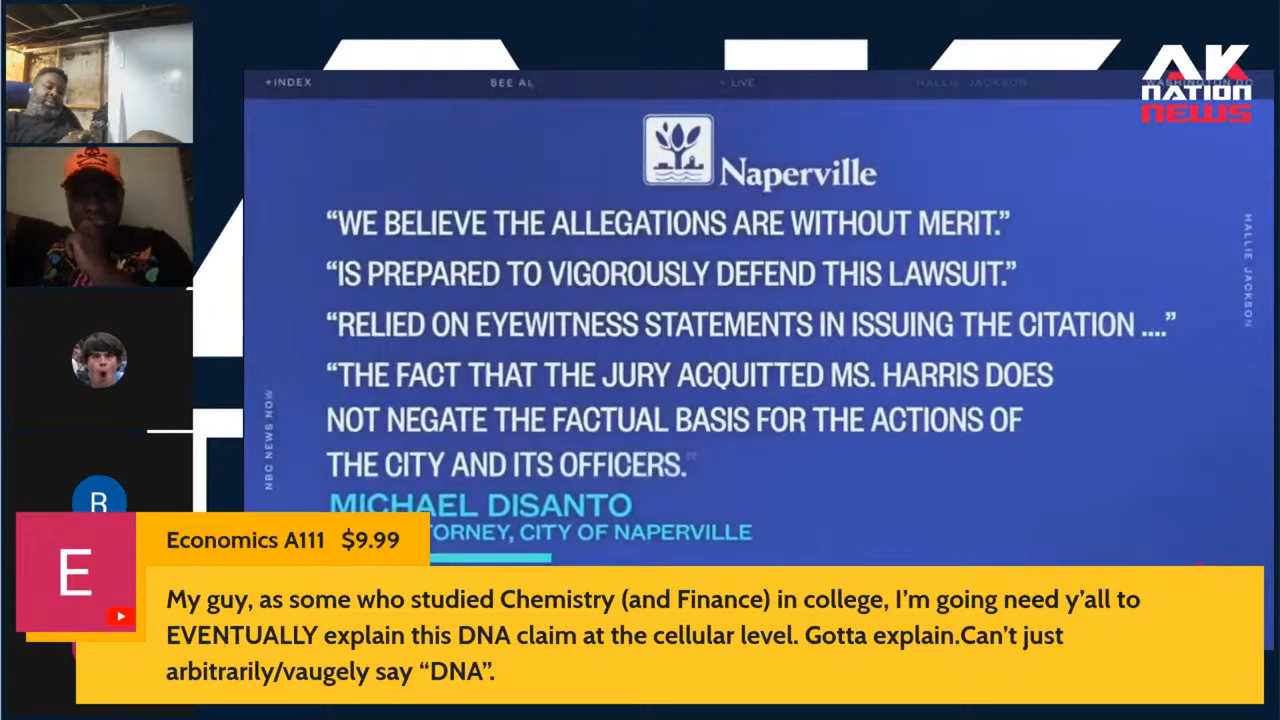 +INDEX
SEE AL
LIVE
HALLIE JACKSON
WASHINGTON DC
AK
NATION
NEWS
Naperville
“WE BELIEVE THE ALLEGATIONS ARE WITHOUT MERIT.”
“IS PREPARED TO VIGOROUSLY DEFEND THIS LAWSUIT.”
“RELIED ON EYEWITNESS STATEMENTS IN ISSUING THE CITATION ....”
“THE FACT THAT THE JURY ACQUITTED MS. HARRIS DOES
NOT NEGATE THE FACTUAL BASIS FOR THE ACTIONS OF
THE CITY AND ITS OFFICERS.”
MICHAEL DISANTO
TORNEY, CITY OF NAPERVILLE
HALLIE JACKSON
NBC NEWS NOW
B
E
Economics A111 $9.99
My guy, as some who studied Chemistry (and Finance) in college, I’m going need y’all to
EVENTUALLY explain this DNA claim at the cellular level. Gotta explain.Can’t just
arbitrarily/vaugely say “DNA”.